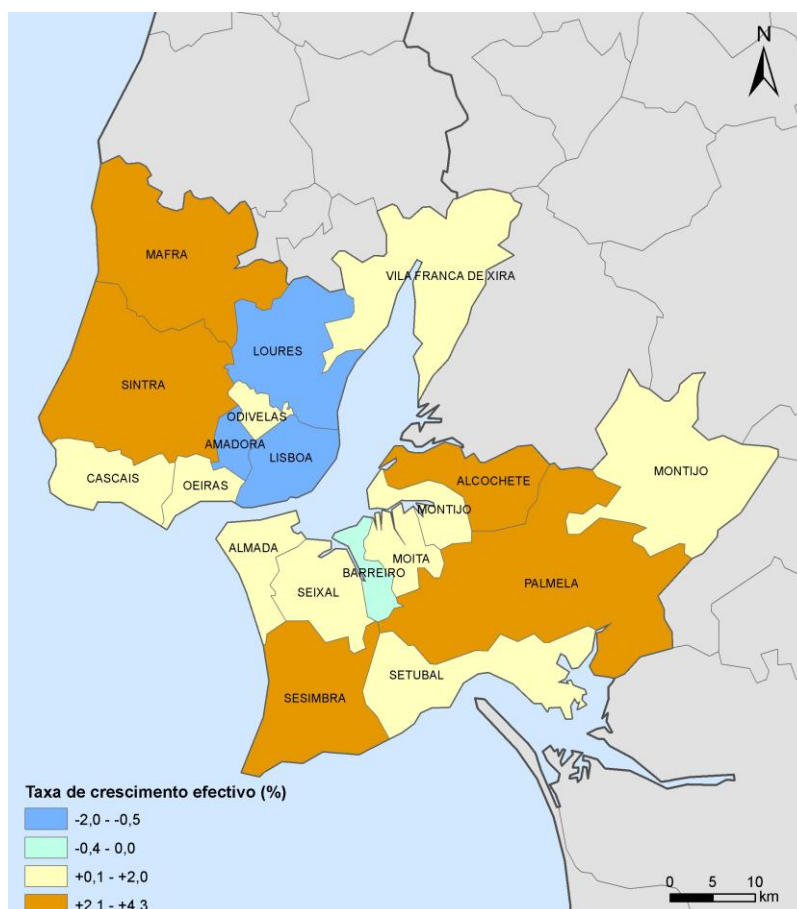 N
MAFRA
VILA FRANCA DE XIRA
LOURES
SINTRA
ODIVELAS
AMADORA
LISBOA
CASCAIS
OEIRAS
ALCOCHETE
MONTIJO
MONTIJO
ALMADA
MOITA
BARREIRO
SEIXAL
PALMELA
SETUBAL
SESIMBRA
Taxa de crescimento efectivo (%)
-2,0 - -0,5
-0,4 - 0,0
+0,1 - +2,0
+2,1 - +4,3
0 5 10
km